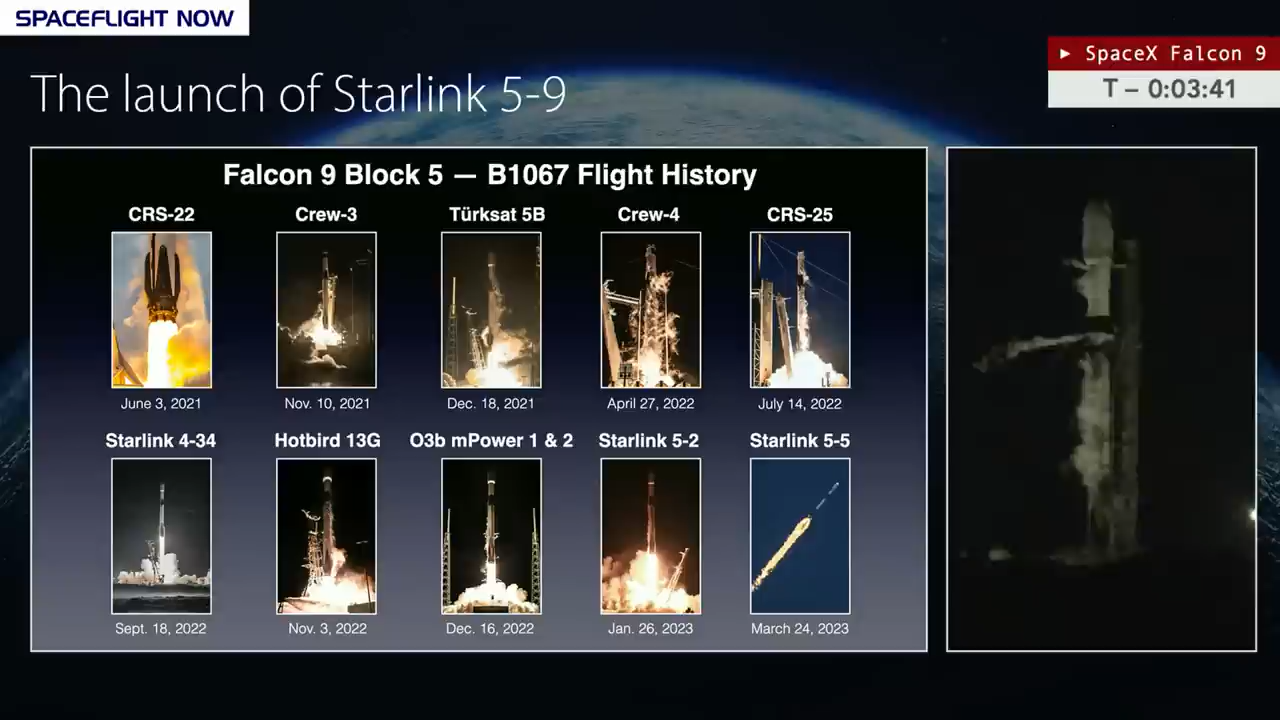 SPACEFLIGHT NOW
► SpaceX Falcon 9
T – 0:03:41
The launch of Starlink 5-9
Falcon 9 Block 5 — B1067 Flight History
CRS-22 Crew-3 Türksat 5B Crew-4 CRS-25
June 3, 2021 Nov. 10, 2021 Dec. 18, 2021 April 27, 2022 July 14, 2022
Starlink 4-34 Hotbird 13G O3b mPower 1 & 2 Starlink 5-2 Starlink 5-5
Sept. 18, 2022 Nov. 3, 2022 Dec. 16, 2022 Jan. 26, 2023 March 24, 2023